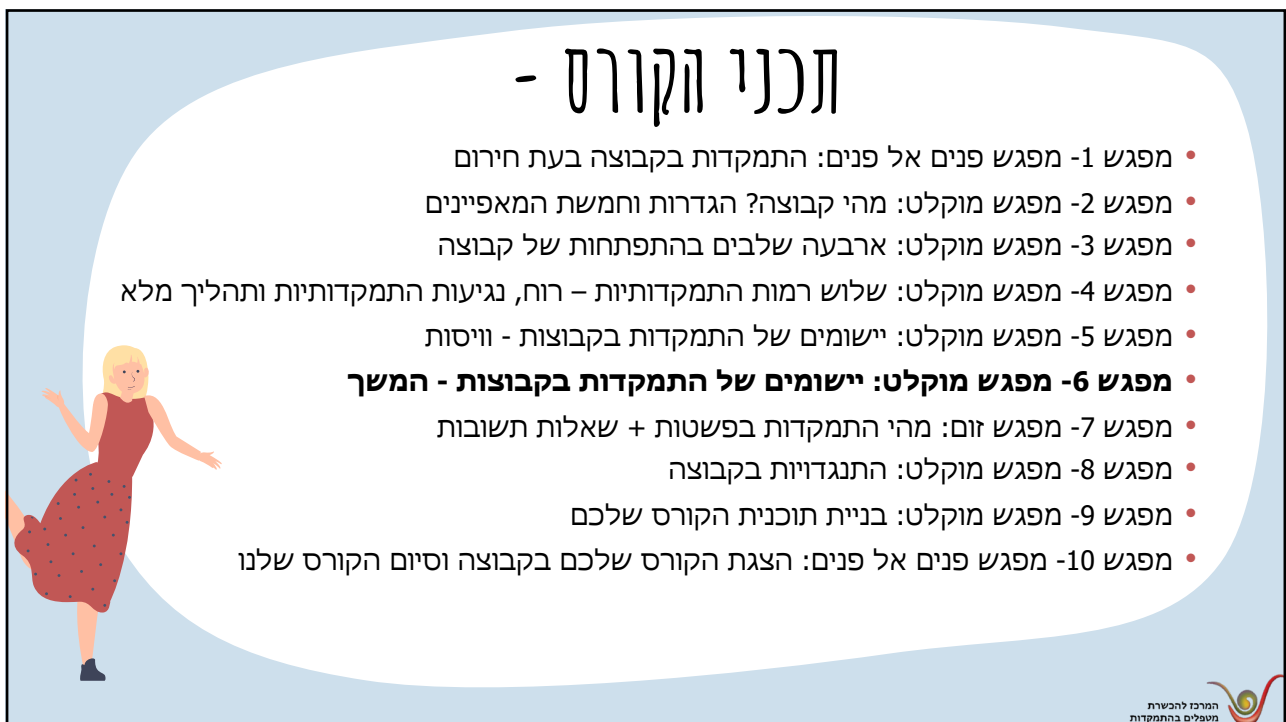 תכני הקורס -
• מפגש 1- מפגש פנים אל פנים: התמקדות בקבוצה בעת חירום
• מפגש 2- מפגש מוקלט: מהי קבוצה? הגדרות וחמשת המאפיינים
• מפגש 3- מפגש מוקלט: ארבעה שלבים בהתפתחות של קבוצה
• מפגש 4- מפגש מוקלט: שלוש רמות התמקדותיות – רוח, נגיעות התמקדותיות ותהליך מלא
• מפגש 5- מפגש מוקלט: יישומים של התמקדות בקבוצות - וויסות
• מפגש 6- מפגש מוקלט: יישומים של התמקדות בקבוצות - המשך
• מפגש 7- מפגש זום: מהי התמקדות בפשטות + שאלות תשובות
• מפגש 8- מפגש מוקלט: התנגדויות בקבוצה
• מפגש 9- מפגש מוקלט: בניית תוכנית הקורס שלכם
• מפגש 10- מפגש פנים אל פנים: הצגת הקורס שלכם בקבוצה וסיום הקורס שלנו
המרכז להכשרת
מטפלים בהתמקדות